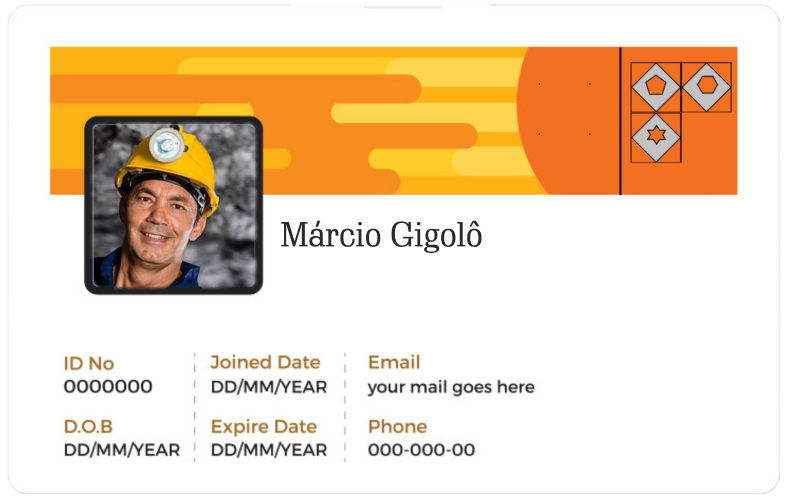 Márcio Gigolô
ID No
0000000
Joined Date
DD/MM/YEAR
Email
your mail goes here
D.O.B
DD/MM/YEAR
Expire Date
DD/MM/YEAR
Phone
000-000-00